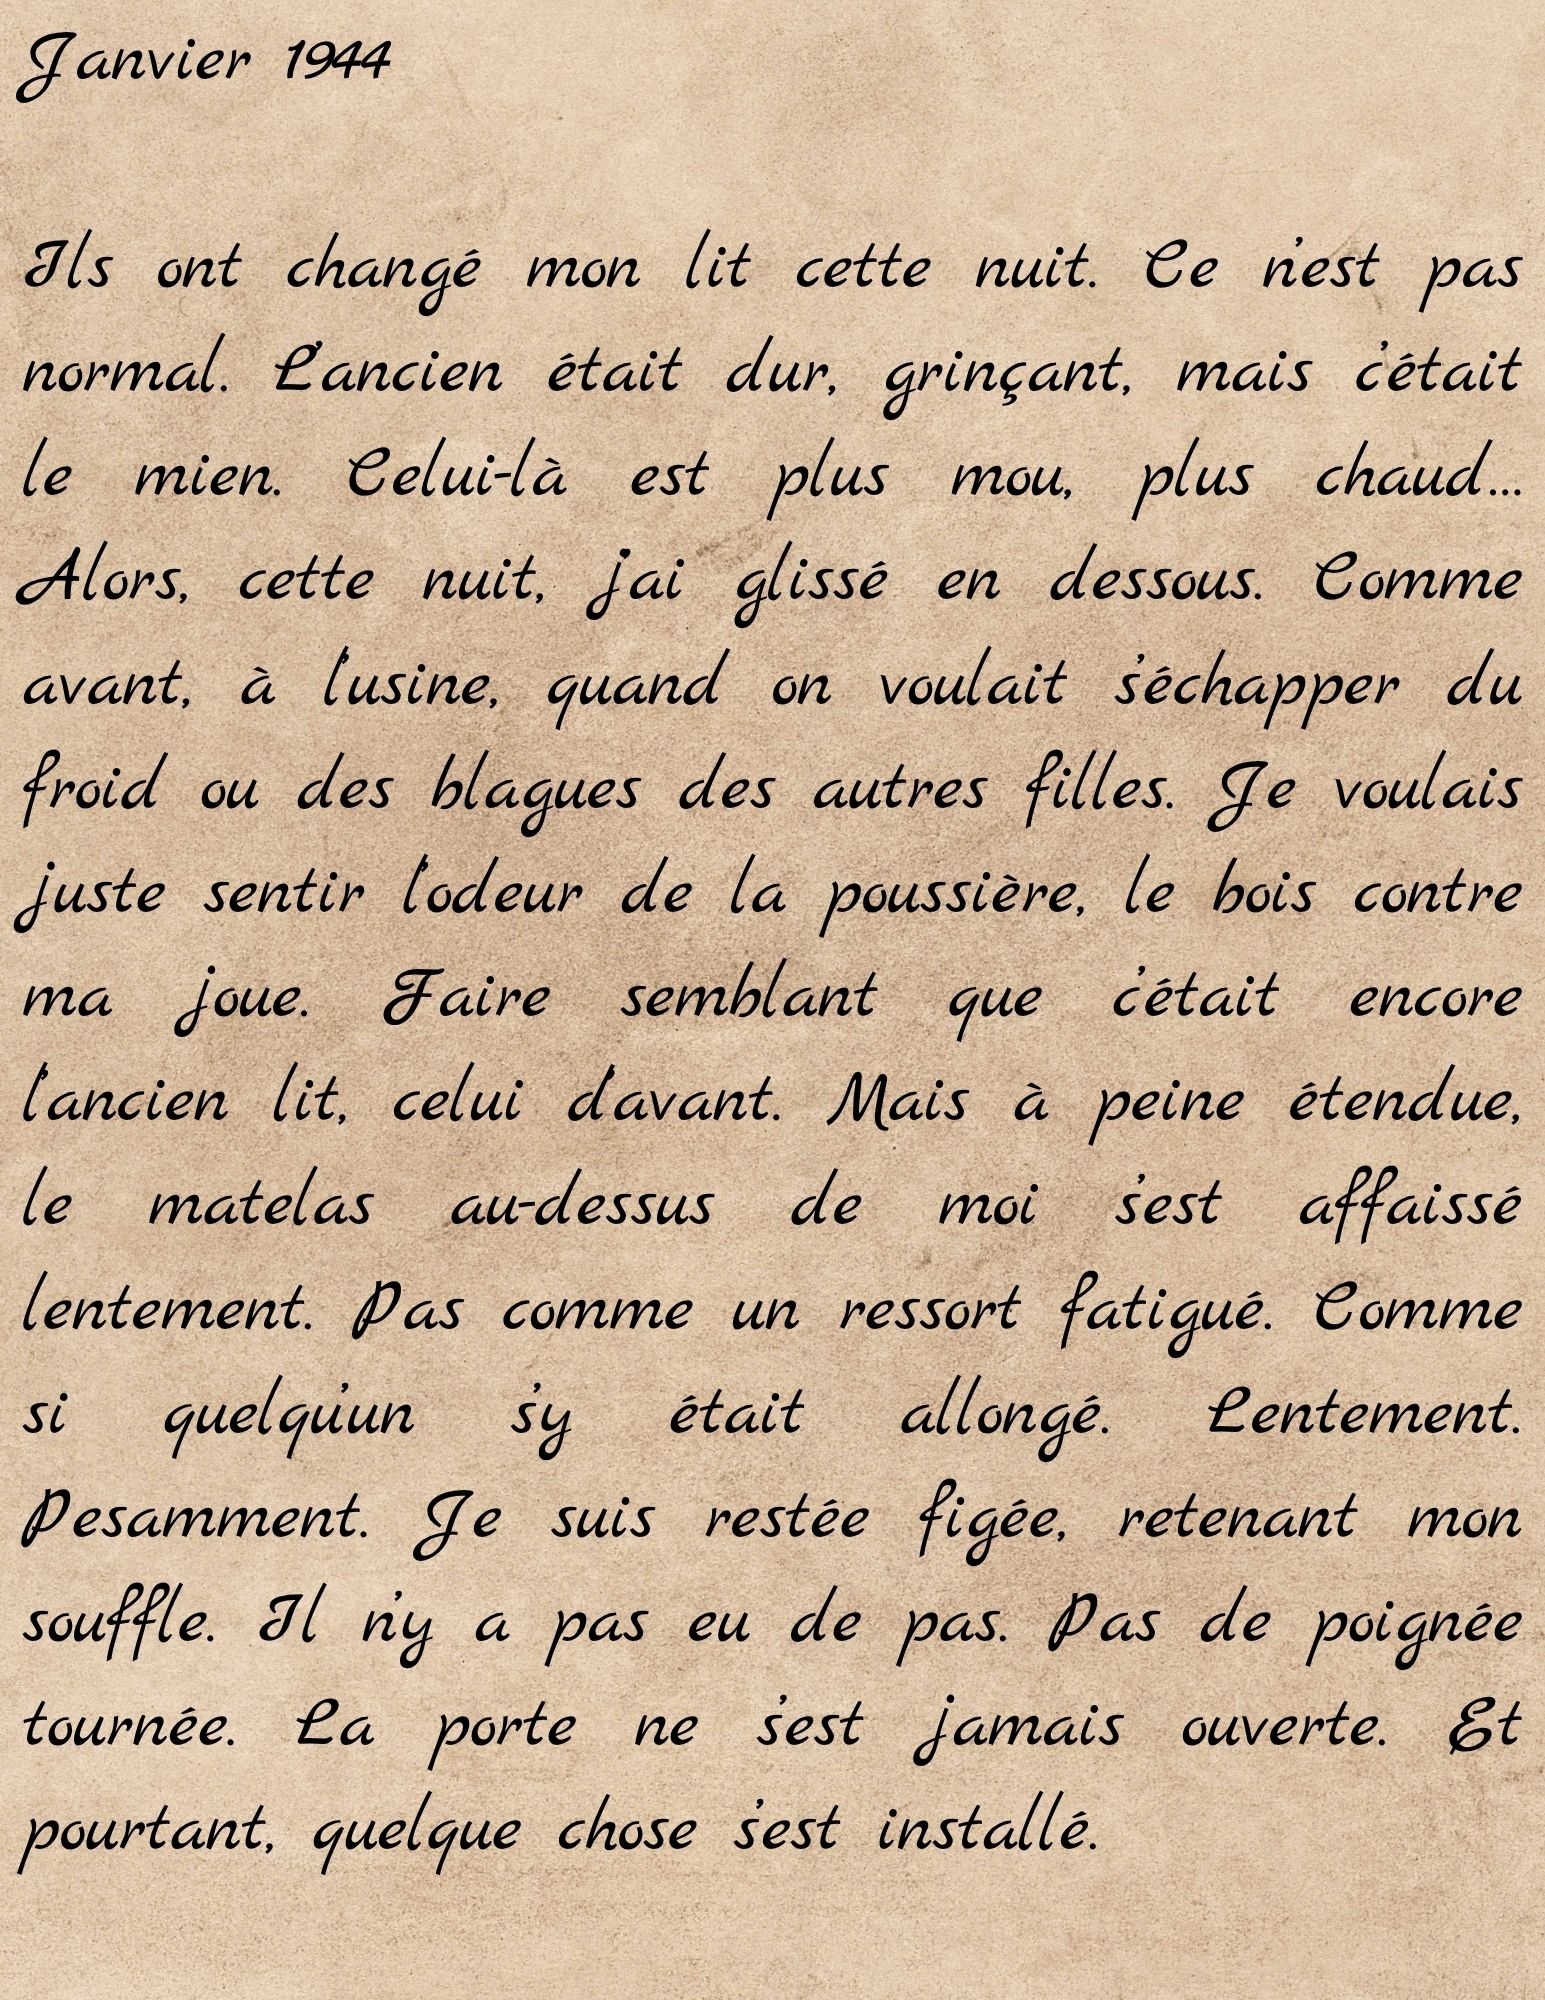 Janvier 1944
Ils ont changé mon lit cette nuit. Ce n'est pas
normal. L'ancien était dur, grinçant, mais c'était
le mien. Celui-là est plus mou, plus chaud...
Alors, cette nuit, j'ai glissé en dessous. Comme
avant, à l'usine, quand on voulait s'échapper du
froid ou des blagues des autres filles. Je voulais
juste sentir l'odeur de la poussière, le bois contre
ma joue. Faire semblant que c'était encore
l'ancien lit, celui d'avant. Mais à peine étendue,
le matelas au-dessus de moi s'est affaissé
lentement. Pas comme un ressort fatigué. Comme
si quelqu'un s'y était allongé. Lentement.
Pesamment. Je suis restée figée, retenant mon
souffle. Il n'y a pas eu de pas. Pas de poignée
tournée. La porte ne s'est jamais ouverte. Et
pourtant, quelque chose s'est installé.